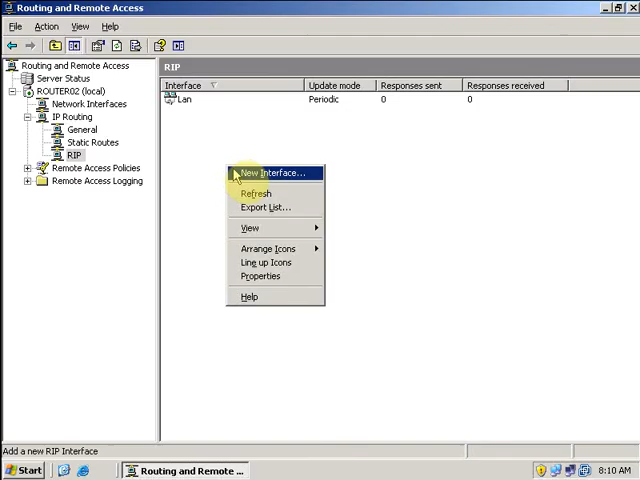 Routing and Remote Access
File Action View Help
Routing and Remote Access
Server Status
ROUTER02 (local)
Network Interfaces
IP Routing
General
Static Routes
RIP
Remote Access Policies
Remote Access Logging
RIP
Interface Update mode Responses sent Responses received
Lan Periodic 0 0
New Interface...
Refresh
Export List...
View
Arrange Icons
Line up Icons
Properties
Help
Add a new RIP Interface
Start Routing and Remote ... 8:10 AM